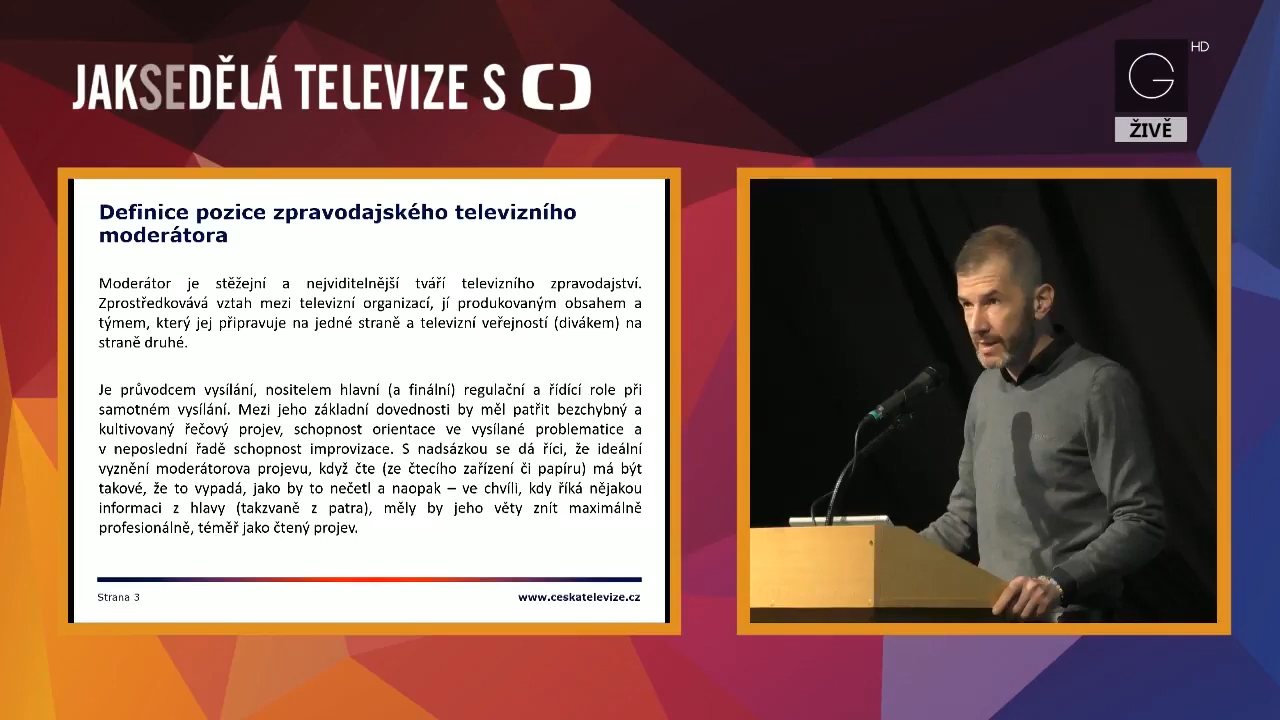 JAKSEDĚLÁ TELEVIZE S
HD
G
ŽIVĚ
Definice pozice zpravodajského televizního
moderátora
Moderátor je stěžejní a nejviditelnější tváří televizního zpravodajství.
Zprostředkovává vztah mezi televizní organizací, jí produkovaným obsahem a
týmem, který jej připravuje na jedné straně a televizní veřejností (divákem) na
straně druhé.
Je průvodcem vysílání, nositelem hlavní (a finální) regulační a řídící role při
samotném vysílání. Mezi jeho základní dovednosti by měl patřit bezchybný a
kultivovaný řečový projev, schopnost orientace ve vysílané problematice a
v neposlední řadě schopnost improvizace. S nadsázkou se dá říci, že ideální
vyznění moderátorova projevu, když čte (ze čtecího zařízení či papíru) má být
takové, že to vypadá, jako by to nečetl a naopak – ve chvíli, kdy říká nějakou
informaci z hlavy (takzvaně z patra), měly by jeho věty znít maximálně
profesionálně, téměř jako čtený projev.
Strana 3
www.ceskatelevize.cz